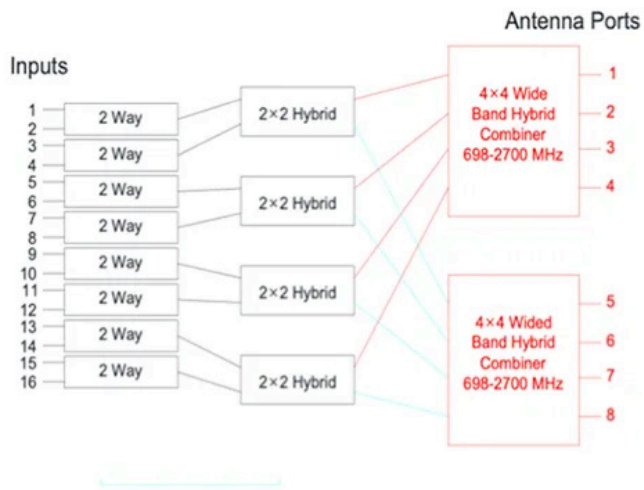 Antenna Ports
Inputs
1
2
3
4
5
6
7
8
9
10
11
12
13
14
15
16
2 Way
2 Way
2 Way
2 Way
2 Way
2 Way
2 Way
2 Way
2×2 Hybrid
2×2 Hybrid
2×2 Hybrid
2×2 Hybrid
4×4 Wide
Band Hybrid
Combiner
698-2700 MHz
1
2
3
4
4×4 Wided
Band Hybrid
Combiner
698-2700 MHz
5
6
7
8